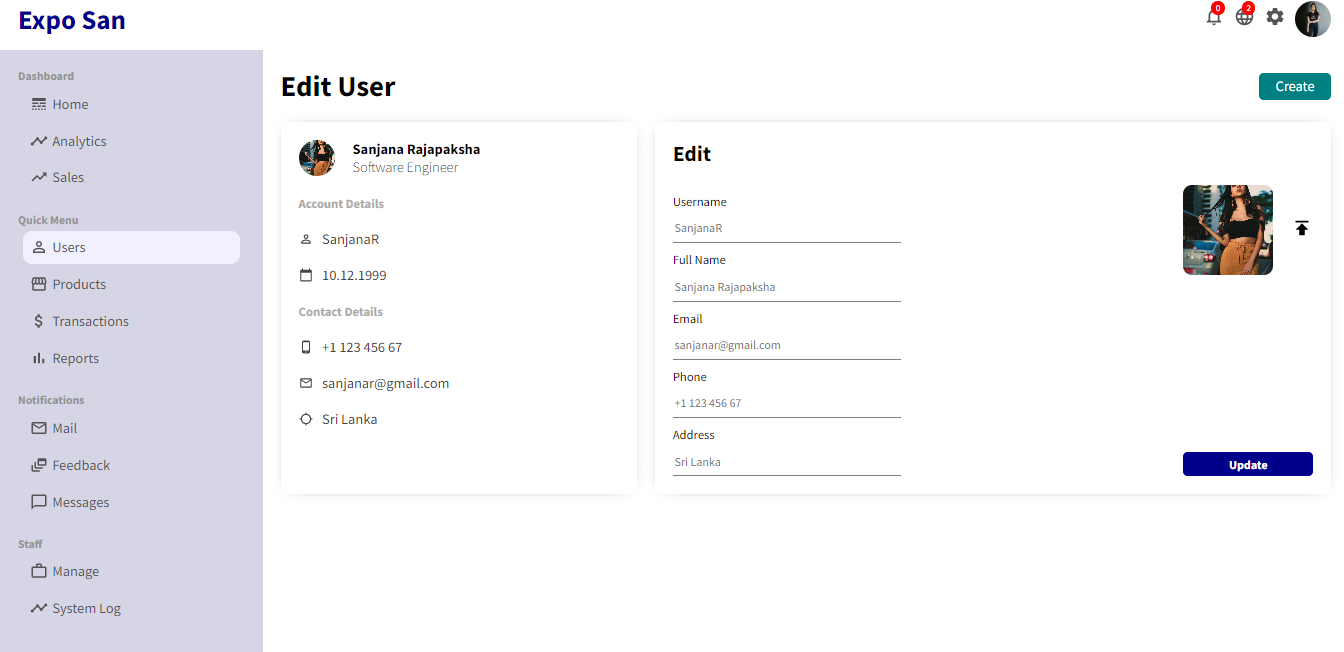 Expo San
0
2
Dashboard
Home
Analytics
Sales
Quick Menu
Users
Products
Transactions
Reports
Notifications
Mail
Feedback
Messages
Staff
Manage
System Log
Edit User
Create
Sanjana Rajapaksha
Software Engineer
Account Details
SanjanaR
10.12.1999
Contact Details
+1 123 456 67
sanjanar@gmail.com
Sri Lanka
Edit
Username
SanjanaR
Full Name
Sanjana Rajapaksha
Email
sanjanar@gmail.com
Phone
+1 123 456 67
Address
Sri Lanka
Update